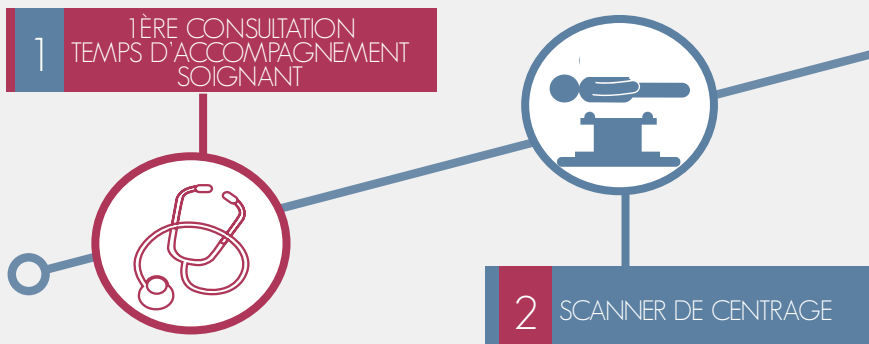 1
1ÈRE CONSULTATION
TEMPS D'ACCOMPAGNEMENT
SOIGNANT
2
SCANNER DE CENTRAGE